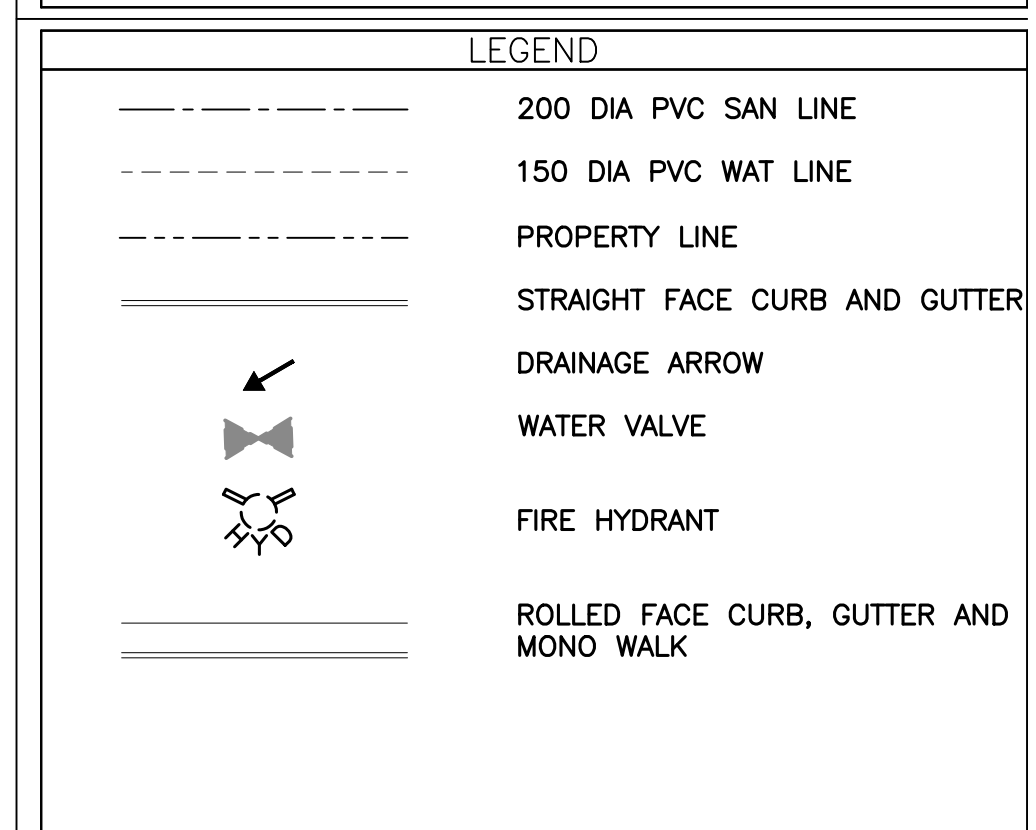 LEGEND
200 DIA PVC SAN LINE
150 DIA PVC WAT LINE
PROPERTY LINE
STRAIGHT FACE CURB AND GUTTER
DRAINAGE ARROW
WATER VALVE
HYD
FIRE HYDRANT
ROLLED FACE CURB, GUTTER AND
MONO WALK